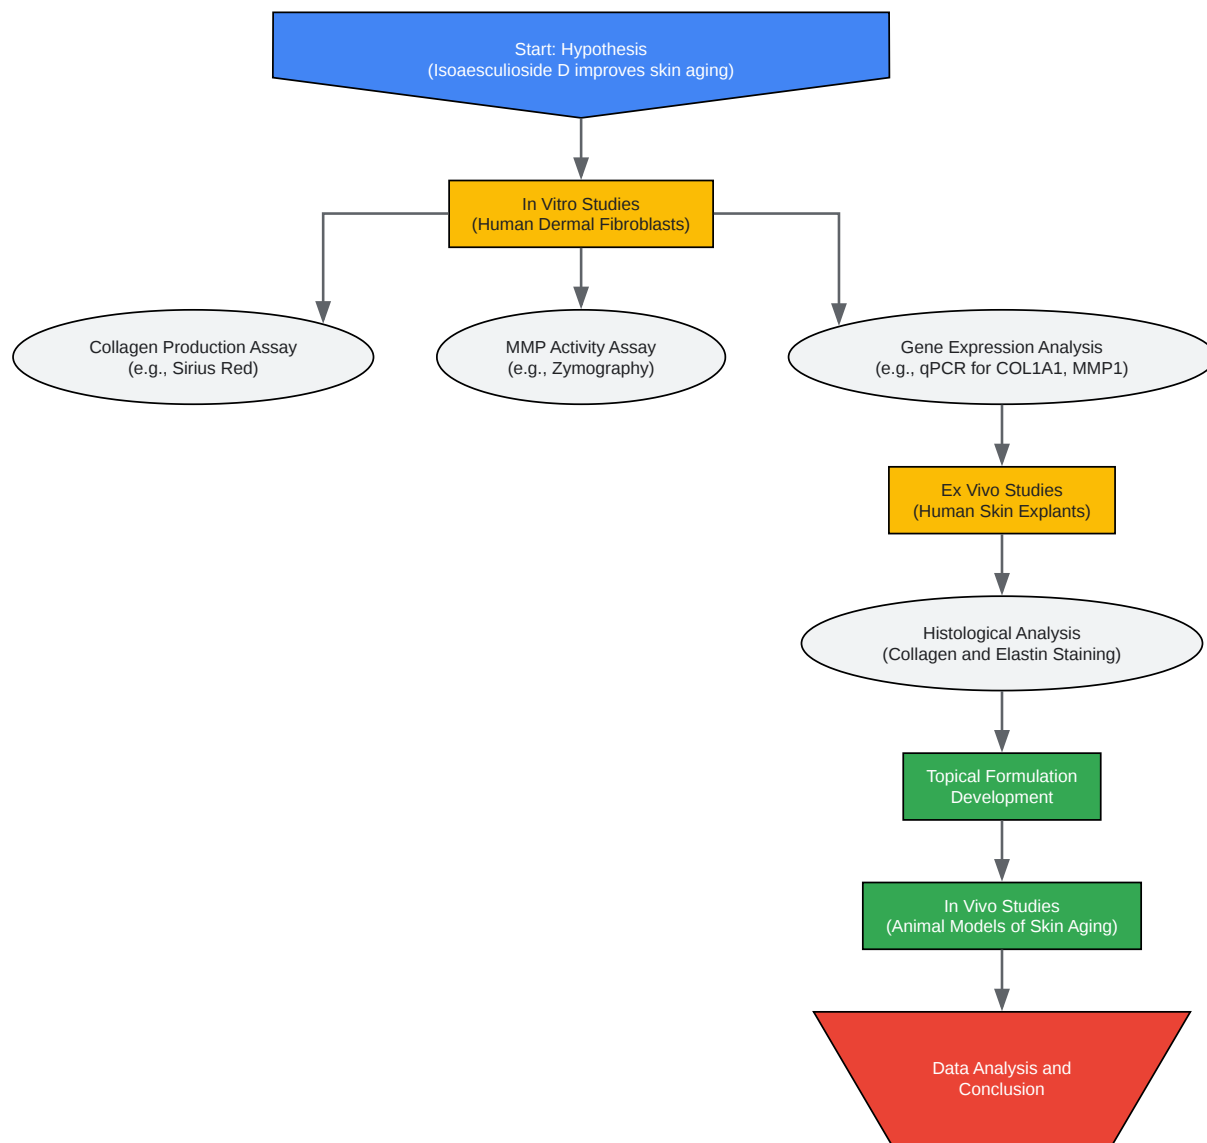 Start: Hypothesis
(Isoaesculioside D improves skin aging)
In Vitro Studies
(Human Dermal Fibroblasts)
Collagen Production Assay
(e.g., Sirius Red)
MMP Activity Assay
(e.g., Zymography)
Gene Expression Analysis
(e.g., qPCR for COL1A1, MMP1)
Ex Vivo Studies
(Human Skin Explants)
Histological Analysis
(Collagen and Elastin Staining)
Topical Formulation
Development
In Vivo Studies
(Animal Models of Skin Aging)
Data Analysis and
Conclusion